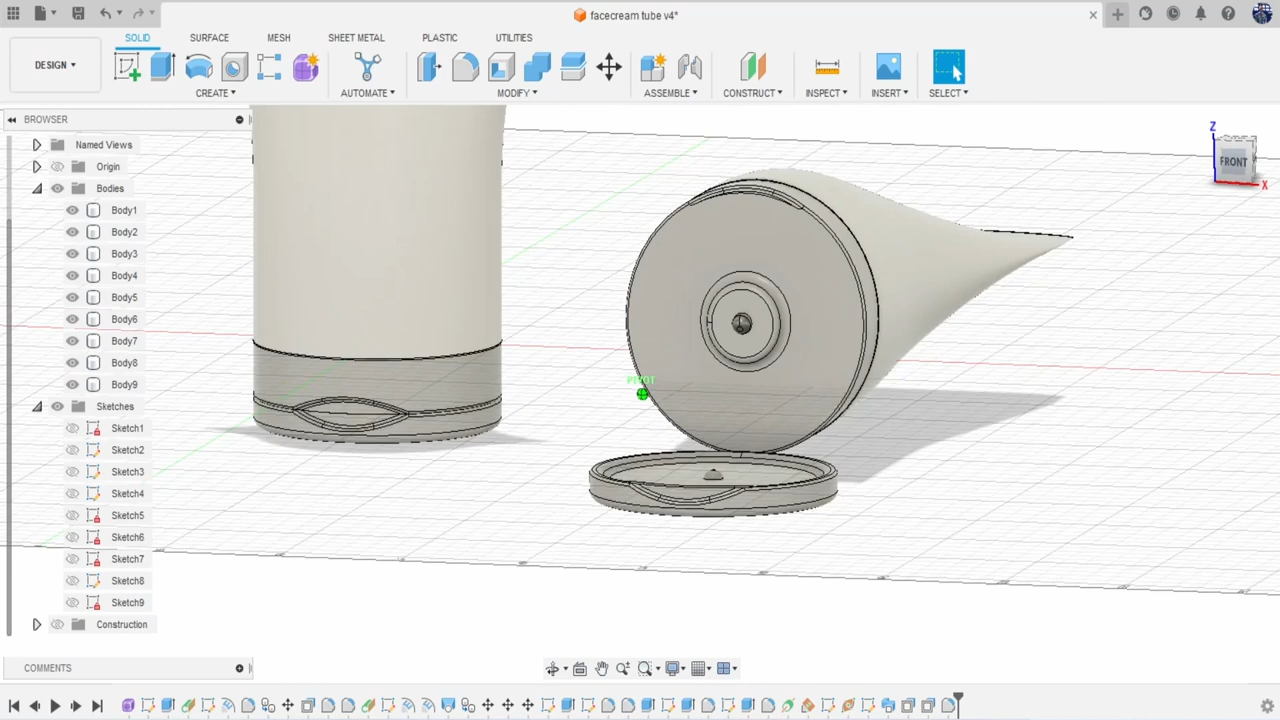 facecream tube v4*
SOLID SURFACE MESH SHEET METAL PLASTIC UTILITIES
DESIGN
CREATE AUTOMATE MODIFY ASSEMBLE CONSTRUCT INSPECT INSERT SELECT
BROWSER
Named Views
Origin
Bodies
Body1
Body2
Body3
Body4
Body5
Body6
Body7
Body8
Body9
Sketches
Sketch1
Sketch2
Sketch3
Sketch4
Sketch5
Sketch6
Sketch7
Sketch8
Sketch9
Construction
Z
FRONT
X
PIVOT
COMMENTS